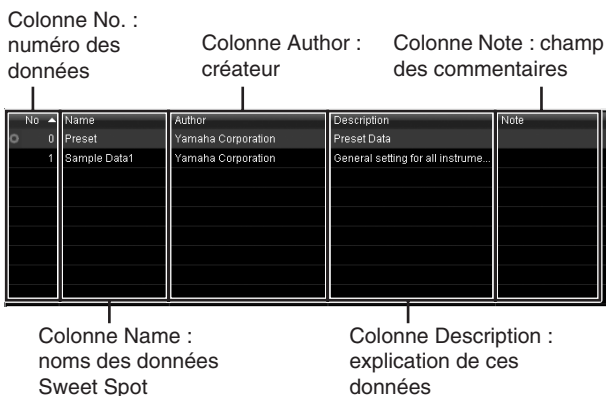 Colonne No. :
numéro des
données
Colonne Author :
créateur
Colonne Note : champ
des commentaires
No Name Author Description Note
0 Preset Yamaha Corporation Preset Data
1 Sample Data1 Yamaha Corporation General setting for all instrume...
Colonne Name :
noms des données
Sweet Spot
Colonne Description :
explication de ces
données